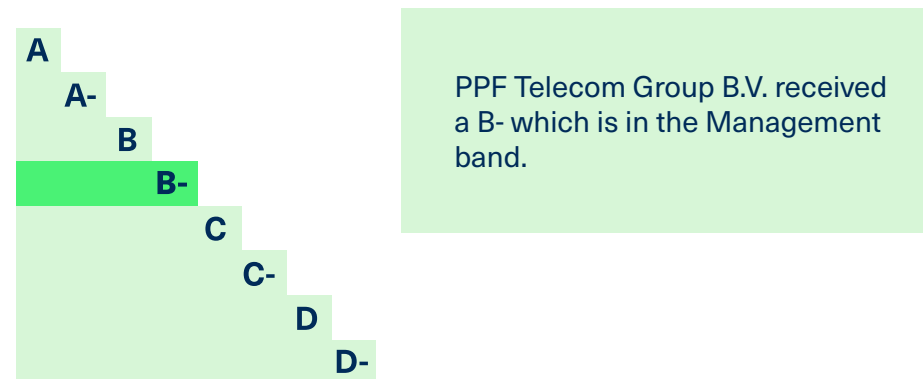 A
A-
B
B-
C
C-
D
D-
PPF Telecom Group B.V. received
a B- which is in the Management
band.